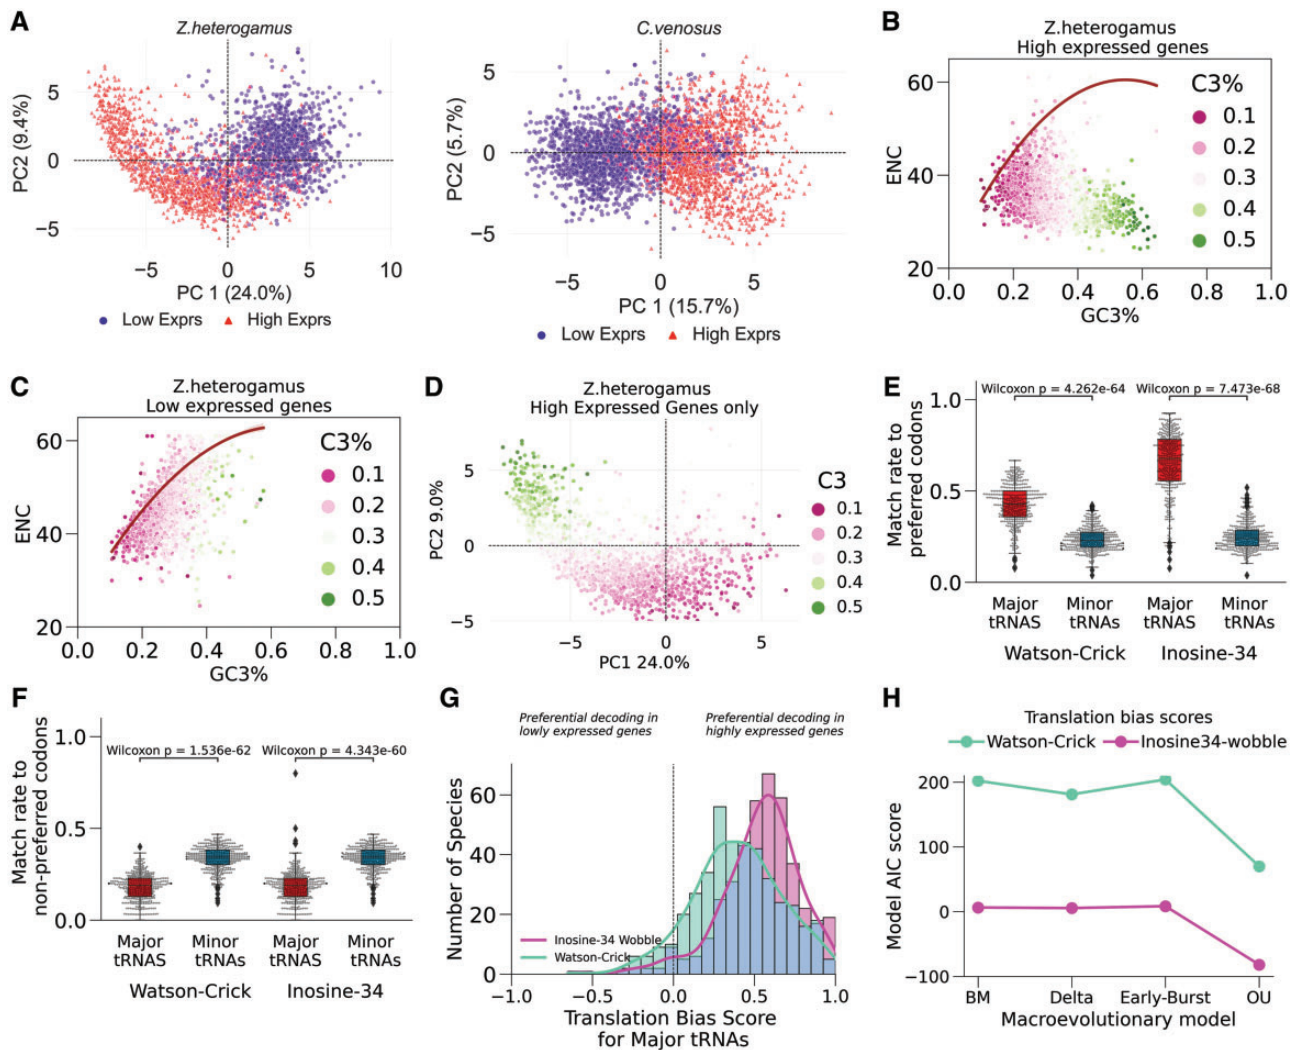 A
Z.heterogamus
PC2 (9.4%)
5
0
−5
−5
0
5
10
PC 1 (24.0%)
Low Exprs
High Exprs
C.venosus
PC2 (5.7%)
5
0
−5
−5
0
5
PC 1 (15.7%)
Low Exprs
High Exprs
B
Z.heterogamus
High expressed genes
ENC
60
40
20
C3%
0.1
0.2
0.3
0.4
0.5
0.0 0.2 0.4 0.6 0.8 1.0
GC3%
C
Z.heterogamus
Low expressed genes
ENC
60
40
20
C3%
0.1
0.2
0.3
0.4
0.5
0.0 0.2 0.4 0.6 0.8 1.0
GC3%
D
Z.heterogamus
High Expressed Genes only
PC2 9.0%
5
0
−5
−5
0
5
PC1 24.0%
C3
0.1
0.2
0.3
0.4
0.5
E
Wilcoxon p = 4.262e-64
Wilcoxon p = 7.473e-68
Match rate to
preferred codons
1.0
0.5
0.0
Major
tRNAS
Minor
tRNAs
Major
tRNAS
Minor
tRNAs
Watson-Crick
Inosine-34
F
Wilcoxon p = 1.536e-62
Wilcoxon p = 4.343e-60
Match rate to
non-preferred codons
1.0
0.5
0.0
Major
tRNAS
Minor
tRNAs
Major
tRNAS
Minor
tRNAs
Watson-Crick
Inosine-34
G
Preferential decoding in
lowly expressed genes
Preferential decoding in
highly expressed genes
Number of Species
60
40
20
0
Inosine-34 Wobble
Watson-Crick
−1.0
−0.5
0.0
0.5
1.0
Translation Bias Score
for Major tRNAs
H
Translation bias scores
Watson-Crick
Inosine34-wobble
Model AIC score
200
100
0
−100
BM
Delta
Early-Burst
OU
Macroevolutionary model